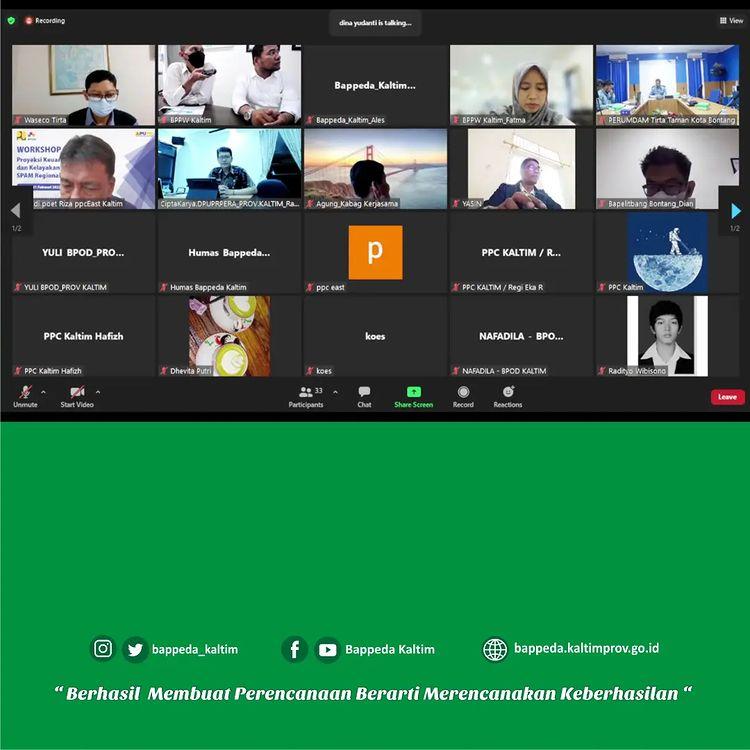 Recording
dina yudanti is talking...
View
Waseco Tirta
BPPW Kaltim
Bappeda_Kaltim...
Bappeda_Kaltim_Ales
BPPW Kaltim_Fatma
PERUMDAM Tirta Taman Kota Bontang
WORKSHOP
Proyeksi Keua
dan Kelayakan
SPAM Regional
di poet Riza ppcEast Kaltim
CiptaKarya.DPUPRPERA_PROV.KALTIM_Ra...
Agung_Kabag Kerjasama
YASIN
Bapelitbang Bontang_Dian
1/2
1/2
YULI BPOD_PRO...
YULI BPOD_PROV KALTIM
Humas Bappeda...
Humas Bappeda Kaltim
p
ppc east
PPC KALTIM / R...
PPC KALTIM / Regi Eka R
PPC Kaltim
PPC Kaltim Hafizh
PPC Kaltim Hafizh
Dhevita Putri
koes
koes
NAFADILA - BPO...
NAFADILA - BPOD KALTIM
Radityo Wibisono
Unmute
Start Video
33
Participants
Chat
Share Screen
Record
Reactions
Leave
bappeda_kaltim
Bappeda Kaltim
bappeda.kaltimprov.go.id
“ Berhasil Membuat Perencanaan Berarti Merencanakan Keberhasilan “